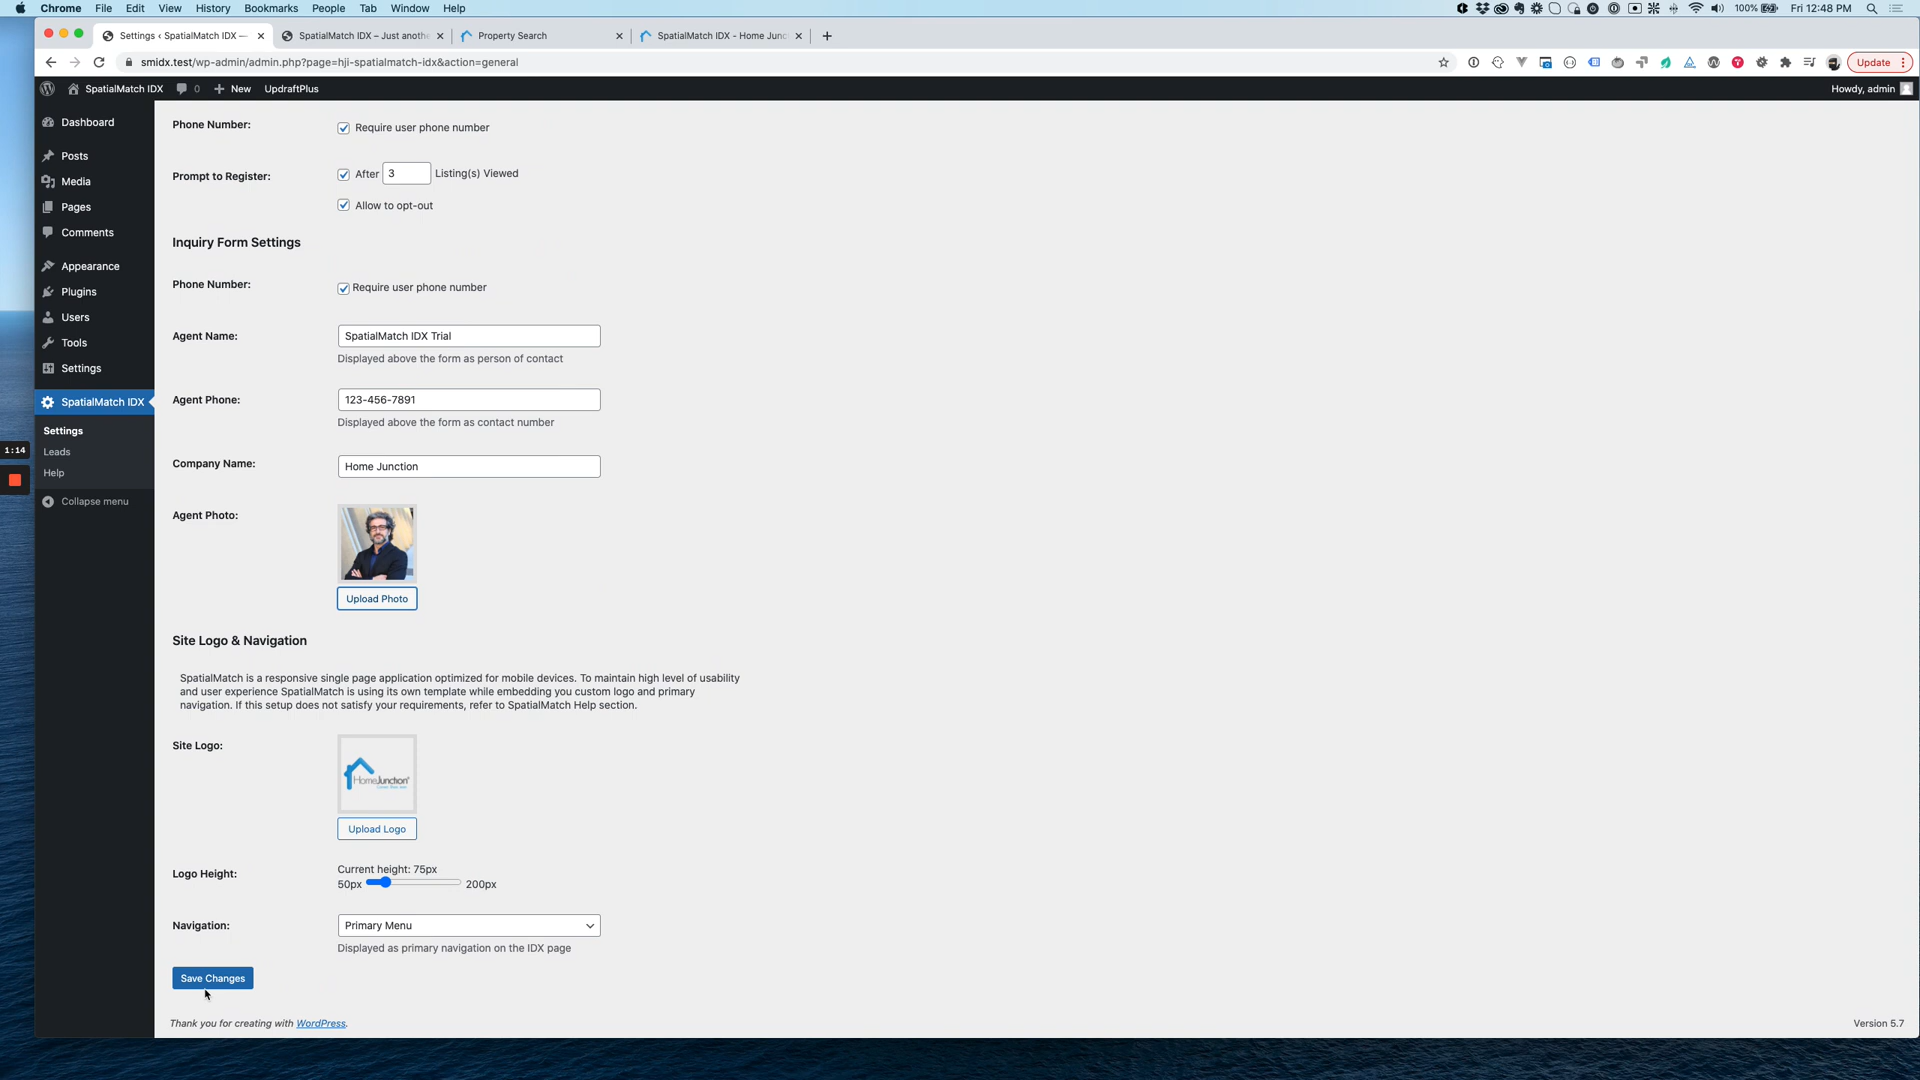 Chrome File Edit View History Bookmarks People Tab Window Help 100% Fri 12:48 PM
Settings ‹ SpatialMatch IDX — SpatialMatch IDX – Just anothe Property Search SpatialMatch IDX - Home Junc
smidx.test/wp-admin/admin.php?page=hji-spatialmatch-idx&action=general Update
SpatialMatch IDX 0 New UpdraftPlus Howdy, admin
Dashboard
Posts
Media
Pages
Comments
Appearance
Plugins
Users
Tools
Settings
SpatialMatch IDX
Settings
Leads
Help
Collapse menu
1:14
Phone Number: Require user phone number
Prompt to Register: After 3 Listing(s) Viewed
Allow to opt-out
Inquiry Form Settings
Phone Number: Require user phone number
Agent Name: SpatialMatch IDX Trial
Displayed above the form as person of contact
Agent Phone: 123-456-7891
Displayed above the form as contact number
Company Name: Home Junction
Agent Photo:
Upload Photo
Site Logo & Navigation
SpatialMatch is a responsive single page application optimized for mobile devices. To maintain high level of usability
and user experience SpatialMatch is using its own template while embedding you custom logo and primary
navigation. If this setup does not satisfy your requirements, refer to SpatialMatch Help section.
Site Logo:
HomeJunction
Upload Logo
Logo Height: Current height: 75px
50px 200px
Navigation: Primary Menu
Displayed as primary navigation on the IDX page
Save Changes
Thank you for creating with WordPress. Version 5.7